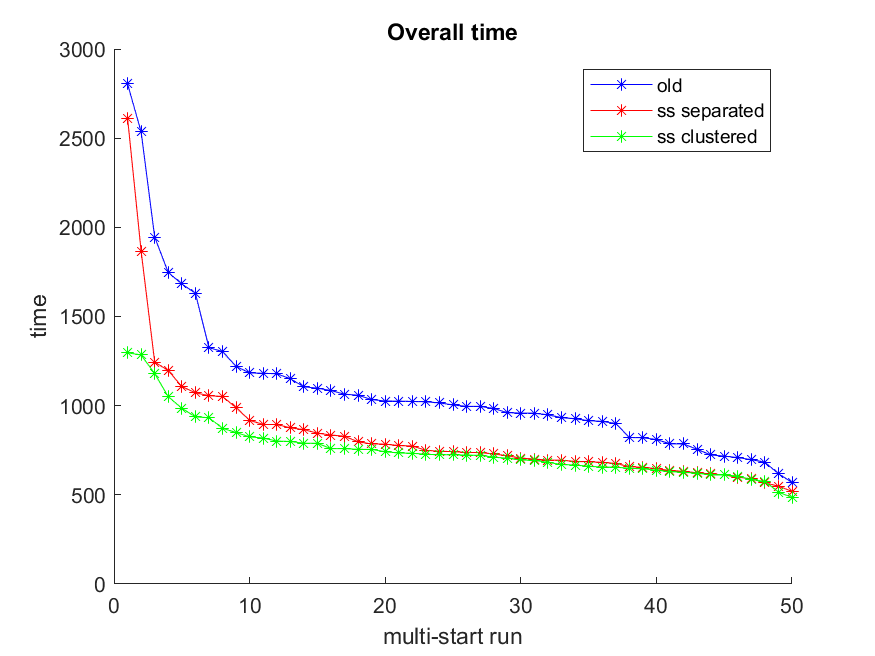 Overall time
3000
2500
2000
1500
1000
500
0
time
old
ss separated
ss clustered
0 10 20 30 40 50
multi-start run